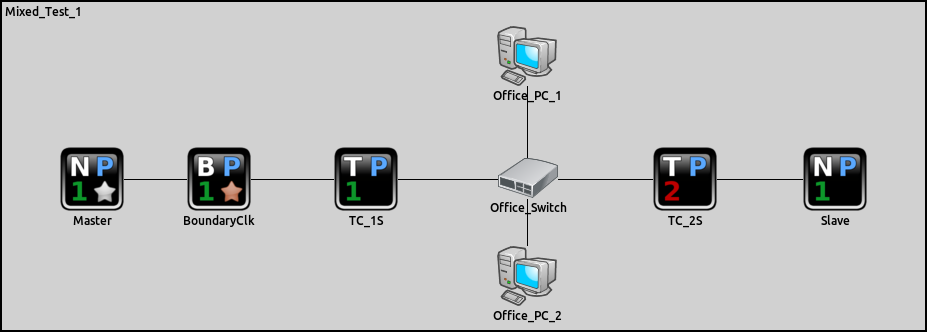 Mixed_Test_1
Office_PC_1
N P
1
Master
B P
1
BoundaryClk
T P
1
TC_1S
Office_Switch
T P
2
TC_2S
N P
1
Slave
Office_PC_2